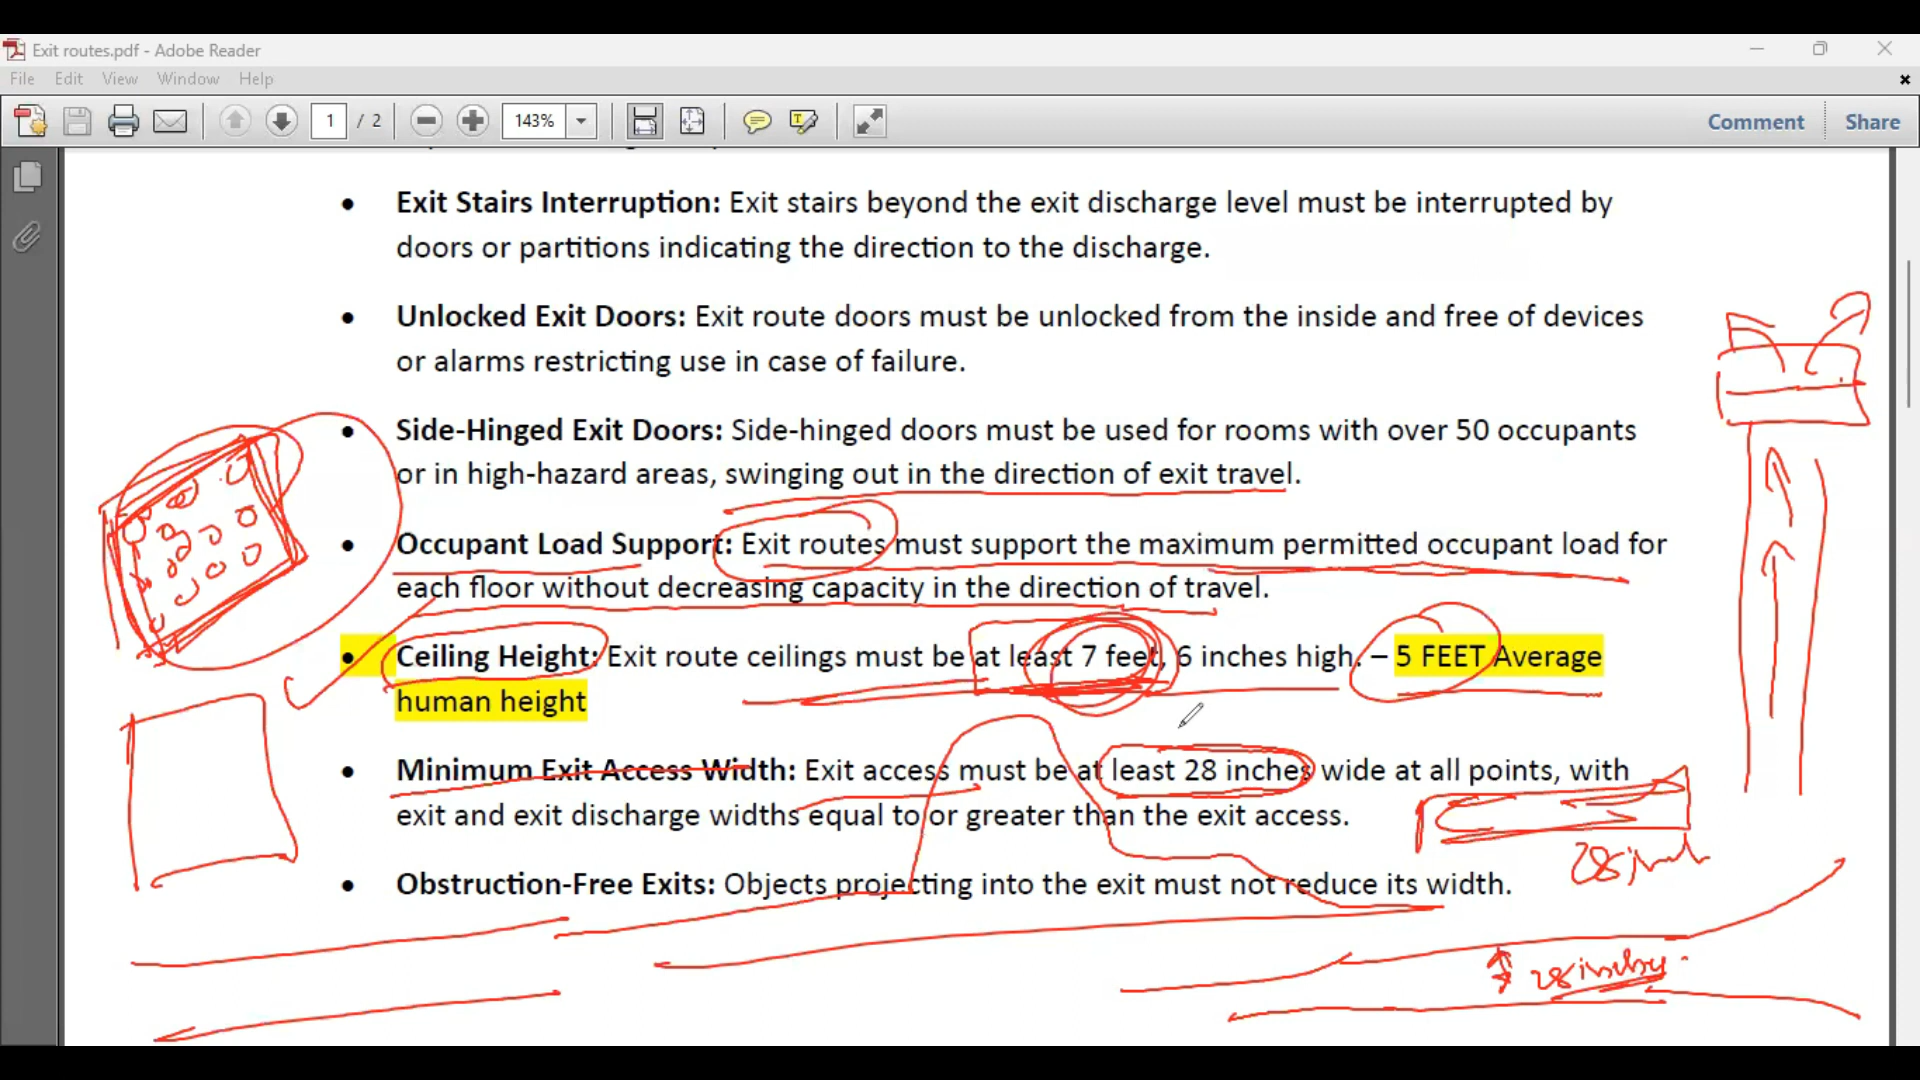 Exit routes.pdf - Adobe Reader
File Edit View Window Help
1 / 2 143% Comment Share
• Exit Stairs Interruption: Exit stairs beyond the exit discharge level must be interrupted by
doors or partitions indicating the direction to the discharge.
• Unlocked Exit Doors: Exit route doors must be unlocked from the inside and free of devices
or alarms restricting use in case of failure.
• Side-Hinged Exit Doors: Side-hinged doors must be used for rooms with over 50 occupants
or in high-hazard areas, swinging out in the direction of exit travel.
• Occupant Load Support: Exit routes must support the maximum permitted occupant load for
each floor without decreasing capacity in the direction of travel.
• Ceiling Height: Exit route ceilings must be at least 7 feet, 6 inches high. – 5 FEET Average
human height
• Minimum Exit Access Width: Exit access must be at least 28 inches wide at all points, with
exit and exit discharge widths equal to or greater than the exit access.
28 inch
• Obstruction-Free Exits: Objects projecting into the exit must not reduce its width.
28 inches